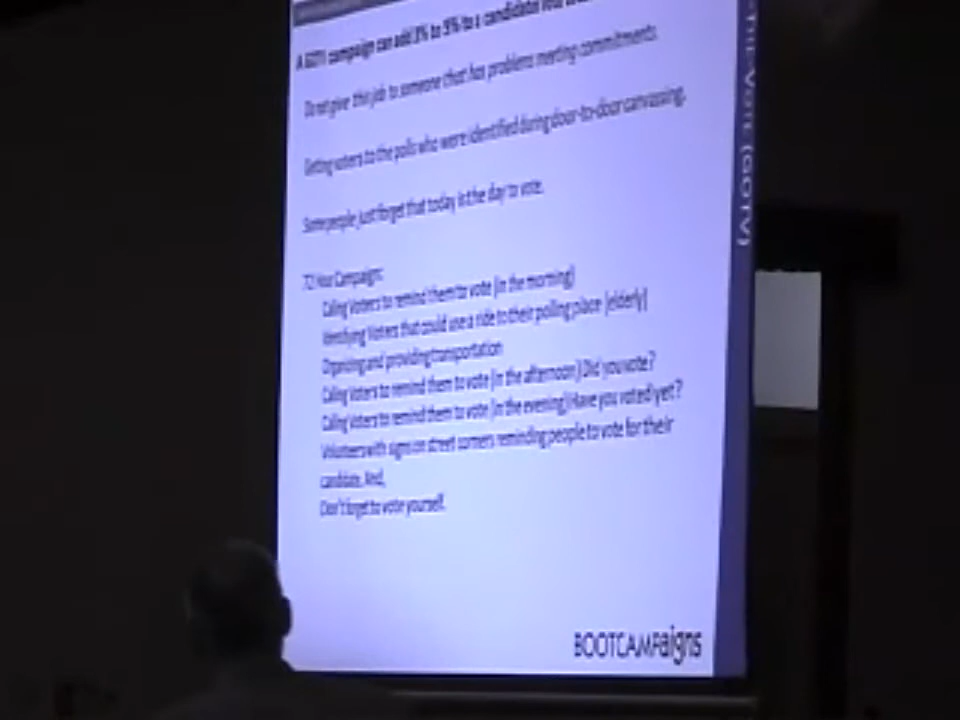 A GOTV campaign can add 3% to 5% to a candidates
Do not give this job to someone that has problems meeting commitments.
Getting voters to the polls who were identified during door-to-door canvassing.
Some people just forget that today is the day to vote.
72 Hour Campaigns:
Calling Voters to remind them to vote (in the morning)
Identifying Voters that could use a ride to their polling place (elderly)
Organizing and providing transportation
Calling Voters to remind them to vote (in the afternoon) Did you vote?
Calling Voters to remind them to vote (in the evening) Have you voted yet?
Volunteers with signs on street corners reminding people to vote for their
candidate. And,
Don't forget to vote yourself.
BOOTCAMPaigns
-THE-VOTE (GOTV)